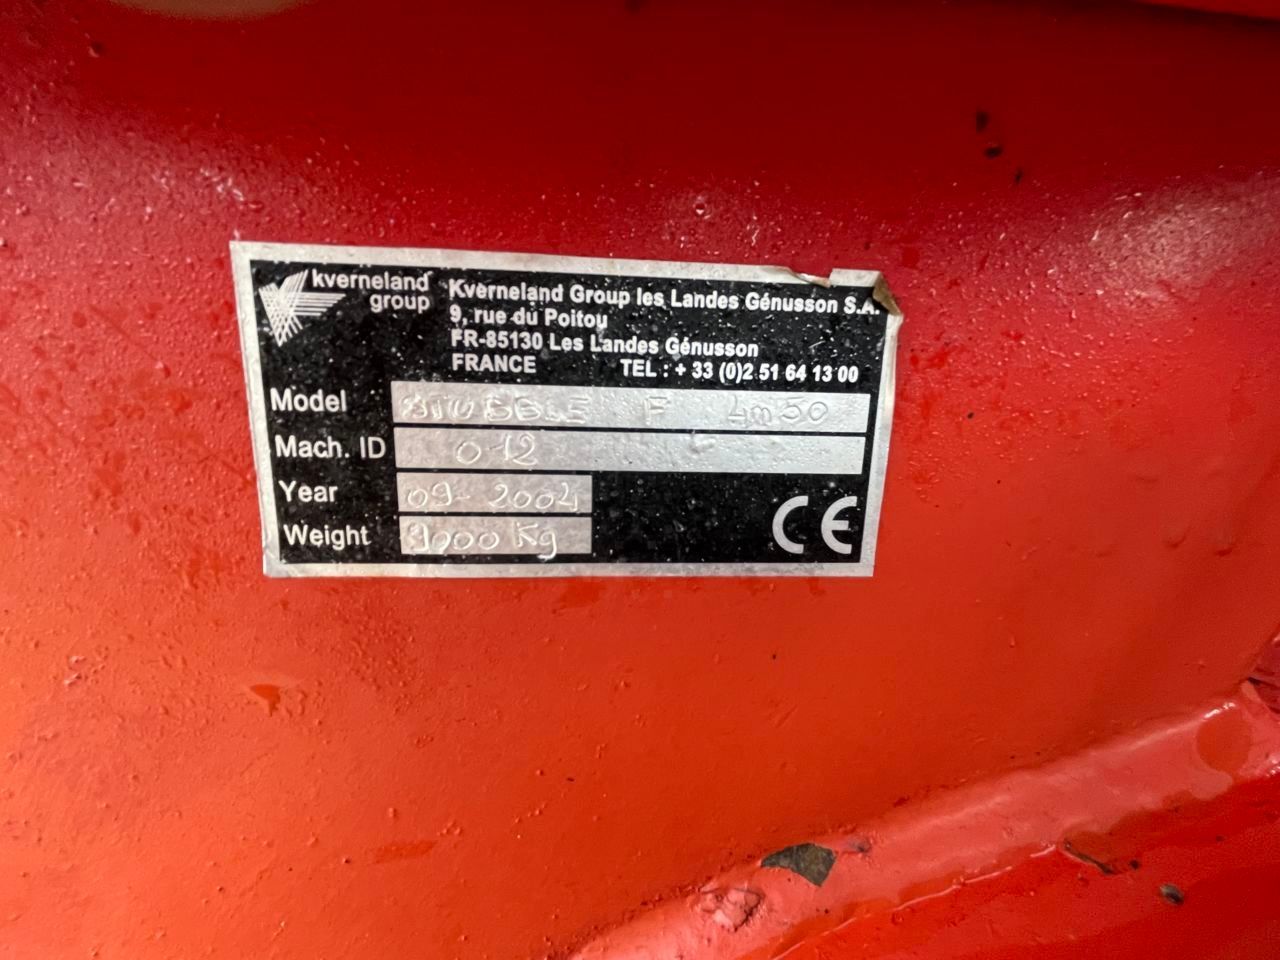 kverneland
group
Kverneland Group les Landes Génusson S.A.
9, rue du Poitou
FR-85130 Les Landes Génusson
FRANCE TEL : + 33 (0)2 51 64 13 00
Model STUBBLE F 4m50
Mach. ID 012
Year 09-2004
Weight 9000 Kg
CE